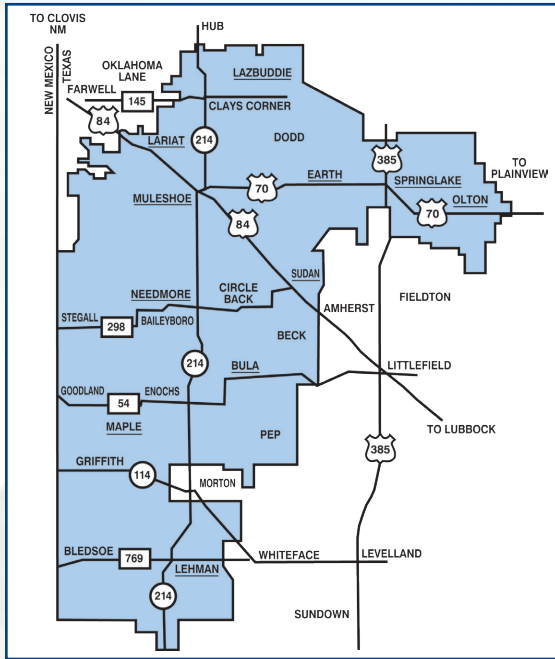 TO CLOVIS
NM
HUB
NEW MEXICO
TEXAS
OKLAHOMA
LANE
LAZBUDDIE
FARWELL
145
84
CLAYS CORNER
LARIAT
214
DODD
385
TO
PLAINVIEW
EARTH
SPRINGLAKE
MULESHOE
70
OLTON
70
84
SUDAN
NEEDMORE
CIRCLE
BACK
FIELDTON
AMHERST
STEGALL
298
BAILEYBORO
BECK
214
BULA
LITTLEFIELD
GOODLAND
54
ENOCHS
MAPLE
TO LUBBOCK
PEP
385
GRIFFITH
114
MORTON
BLEDSOE
769
WHITEFACE
LEVELLAND
LEHMAN
214
SUNDOWN